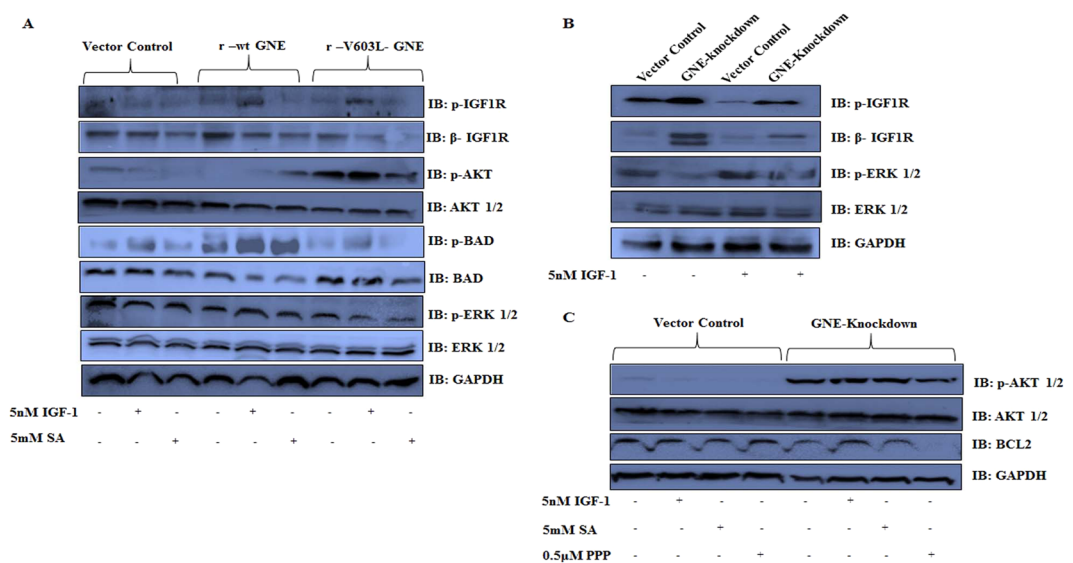 A
Vector Control r –wt GNE r –V603L- GNE
IB: p-IGF1R
IB: β- IGF1R
IB: p-AKT
IB: AKT 1/2
IB: p-BAD
IB: BAD
IB: p-ERK 1/2
IB: ERK 1/2
IB: GAPDH
5nM IGF-1 - + - - + - - + -
5mM SA - - + - - + - - +
B
Vector Control GNE-knockdown Vector Control GNE-Knockdown
IB: p-IGF1R
IB: β- IGF1R
IB: p-ERK 1/2
IB: ERK 1/2
IB: GAPDH
5nM IGF-1 - - + +
C
Vector Control GNE-Knockdown
IB: p-AKT 1/2
IB: AKT 1/2
IB: BCL2
IB: GAPDH
5nM IGF-1 - + - - - + - -
5mM SA - - + - - - + -
0.5μM PPP - - - + - - - +